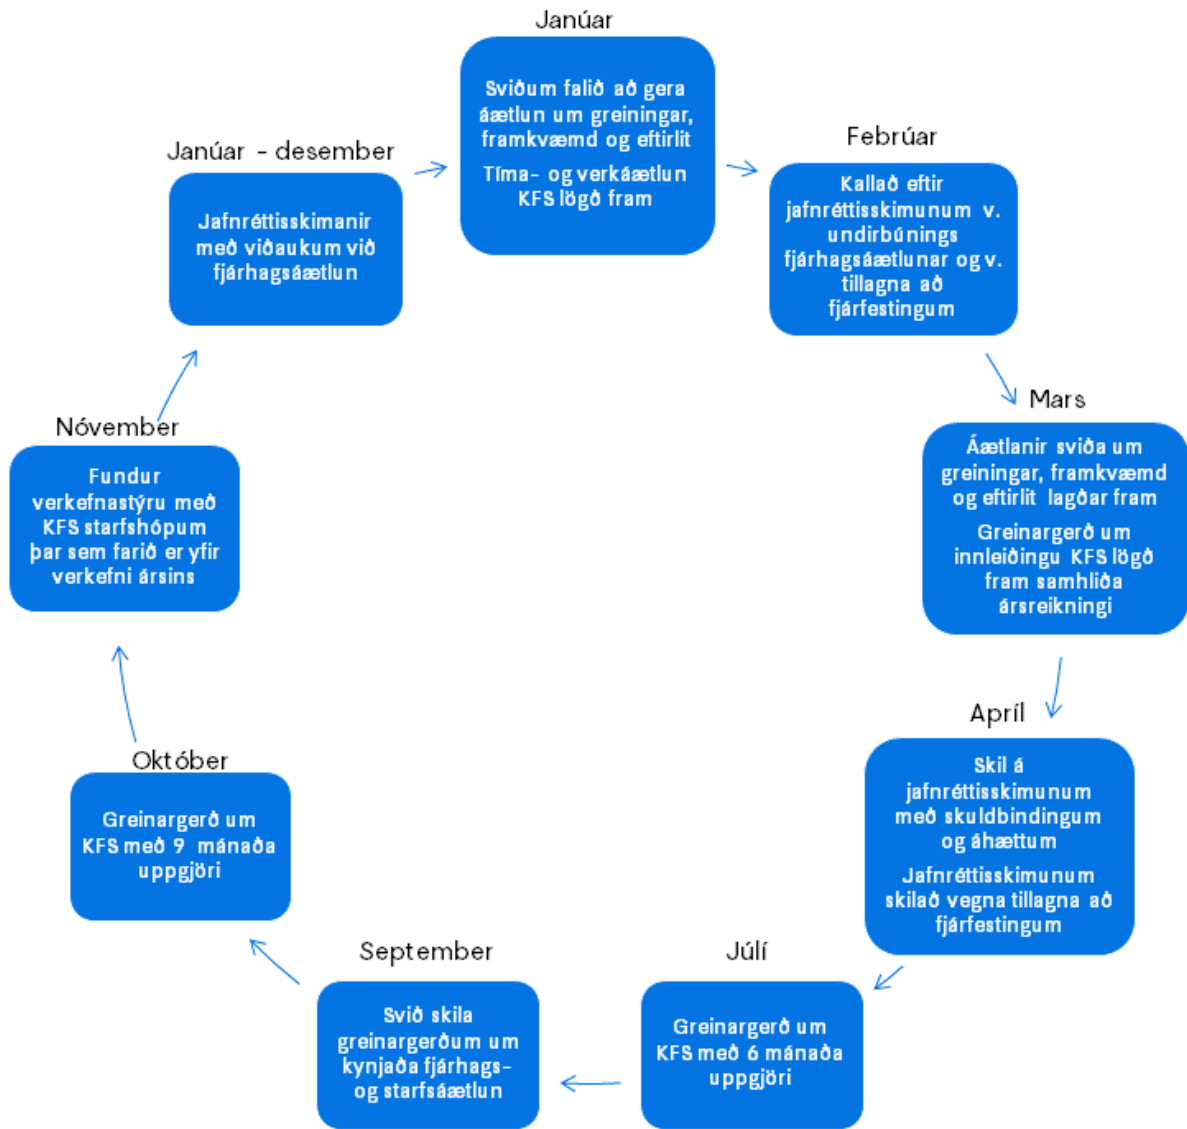 Janúar
Sviðum falið að gera
áætlun um greiningar,
framkvæmd og eftirlit
Tíma- og verkáætlun
KFS lögð fram
Febrúar
Kallað eftir
jafnréttisskimunum v.
undirbúnings
fjárhagsáætlunar og v.
tillagna að
fjárfestingum
Mars
Áætlanir sviða um
greiningar, framkvæmd
og eftirlit lagðar fram
Greinargerð um
innleiðingu KFS lögð
fram samhliða
ársreikningi
Apríl
Skil á
jafnréttisskimunum
með skuldbindingum
og áhættum
Jafnréttisskimunum
skilað vegna tillagna að
fjárfestingum
Júlí
Greinargerð um
KFS með 6 mánaða
uppgjöri
September
Svið skila
greinargerðum um
kynjaða fjárhags-
og starfsáætlun
Október
Greinargerð um
KFS með 9 mánaða
uppgjöri
Nóvember
Fundur
verkefnastýru með
KFS starfshópum
þar sem farið er yfir
verkefni ársins
Janúar - desember
Jafnréttisskimanir
með viðaukum við
fjárhagsáætlun